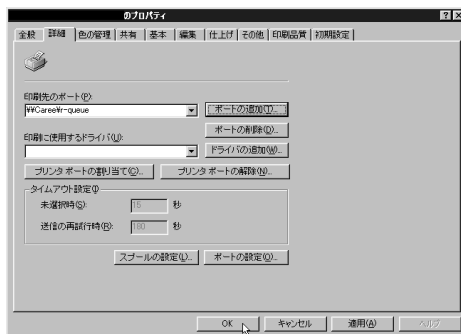 のプロパティ
全般 詳細 色の管理 共有 基本 編集 仕上げ その他 印刷品質 初期設定
印刷先のポート(P):
¥¥Caree¥r-queue
ポートの追加(T)...
ポートの削除(D)...
印刷に使用するドライバ(U):
ドライバの追加(W)...
プリンタ ポートの割り当て(C)...
プリンタ ポートの解除(N)...
タイムアウト設定(I)
未選択時(S): 15 秒
送信の再試行時(R): 180 秒
スプールの設定(L)...
ポートの設定(O)...
OK
キャンセル
適用(A)
ヘルプ